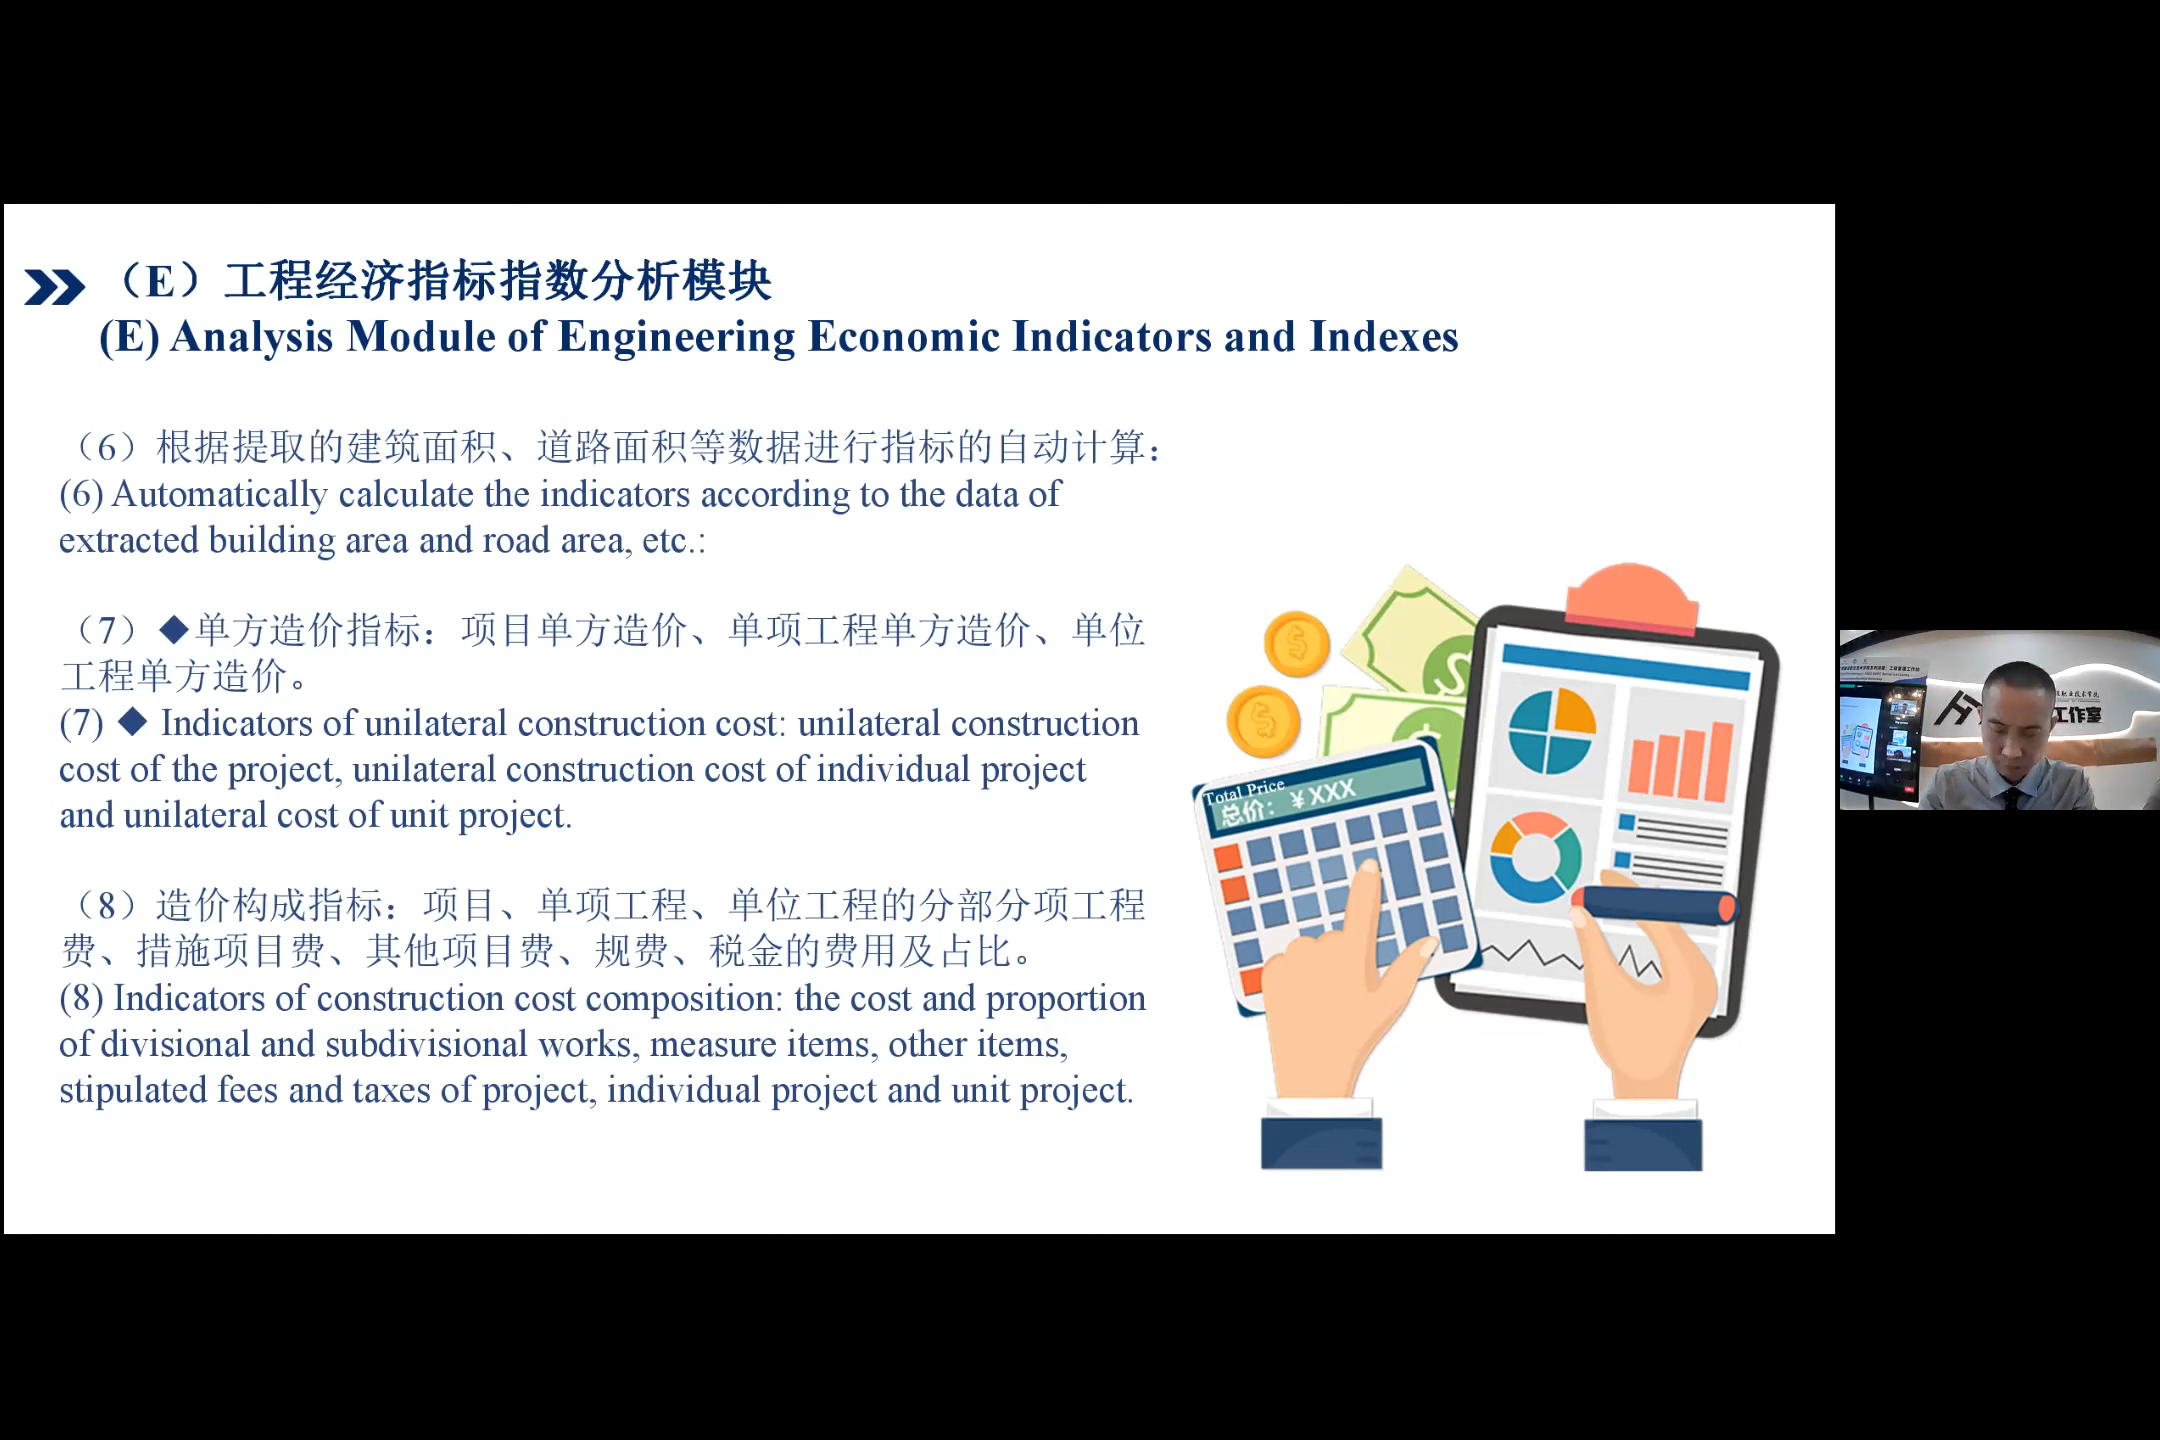 （E）工程经济指标指数分析模块
(E) Analysis Module of Engineering Economic Indicators and Indexes
（6）根据提取的建筑面积、道路面积等数据进行指标的自动计算：
(6) Automatically calculate the indicators according to the data of
extracted building area and road area, etc.:
（7）◆单方造价指标：项目单方造价、单项工程单方造价、单位
工程单方造价。
(7) ◆ Indicators of unilateral construction cost: unilateral construction
cost of the project, unilateral construction cost of individual project
and unilateral cost of unit project.
（8）造价构成指标：项目、单项工程、单位工程的分部分项工程
费、措施项目费、其他项目费、规费、税金的费用及占比。
(8) Indicators of construction cost composition: the cost and proportion
of divisional and subdivisional works, measure items, other items,
stipulated fees and taxes of project, individual project and unit project.
Total Price
总价：￥XXX
职业技术学院
工作室